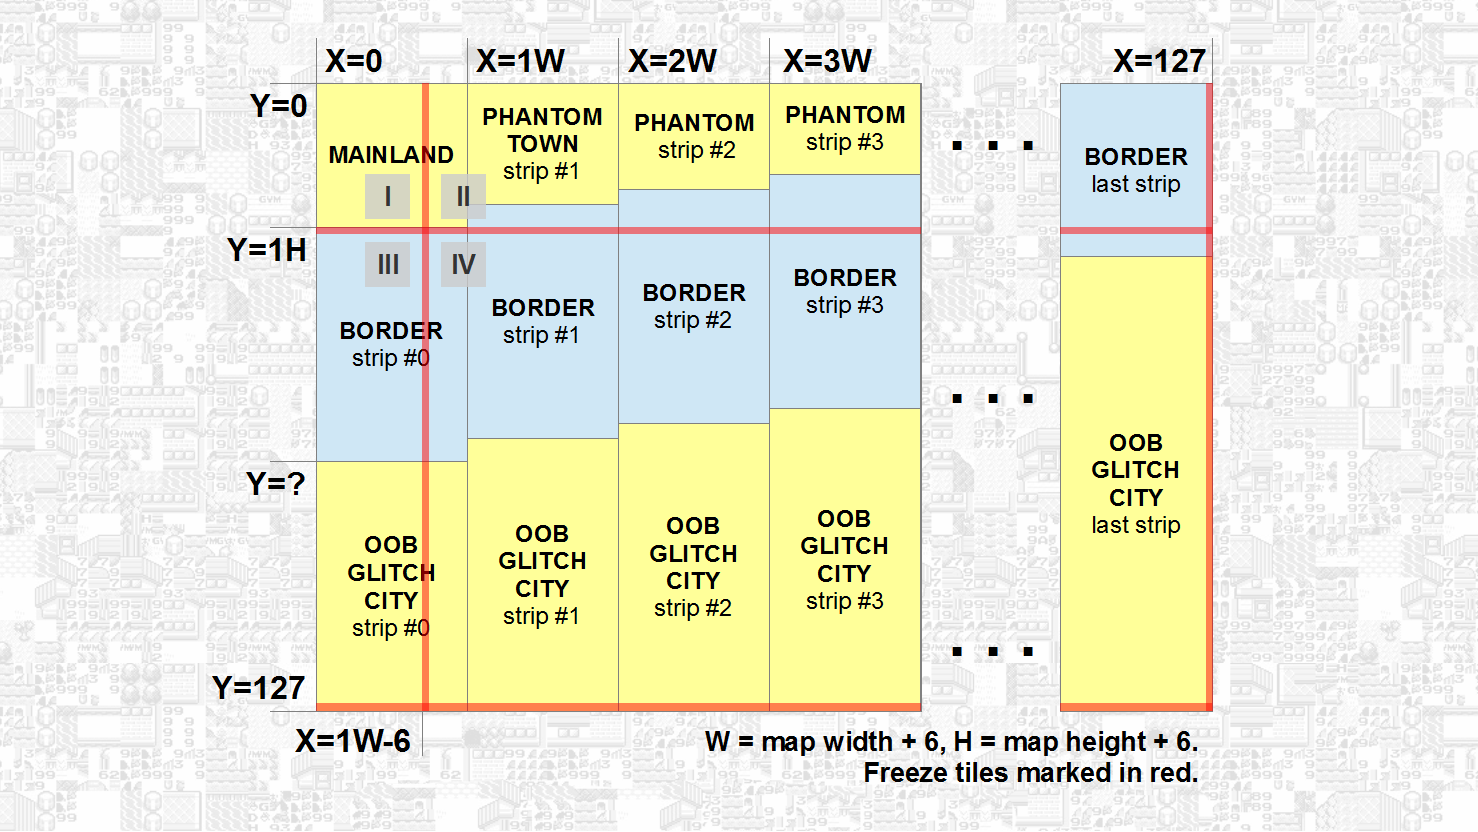 X=0
X=1W
X=2W
X=3W
X=127
Y=0
MAINLAND
PHANTOM
TOWN
strip #1
PHANTOM
strip #2
PHANTOM
strip #3
. . .
BORDER
last strip
I
II
Y=1H
III
IV
BORDER
strip #0
BORDER
strip #1
BORDER
strip #2
BORDER
strip #3
. . .
Y=?
OOB
GLITCH
CITY
strip #0
OOB
GLITCH
CITY
strip #1
OOB
GLITCH
CITY
strip #2
OOB
GLITCH
CITY
strip #3
. . .
OOB
GLITCH
CITY
last strip
Y=127
X=1W-6
W = map width + 6, H = map height + 6.
Freeze tiles marked in red.